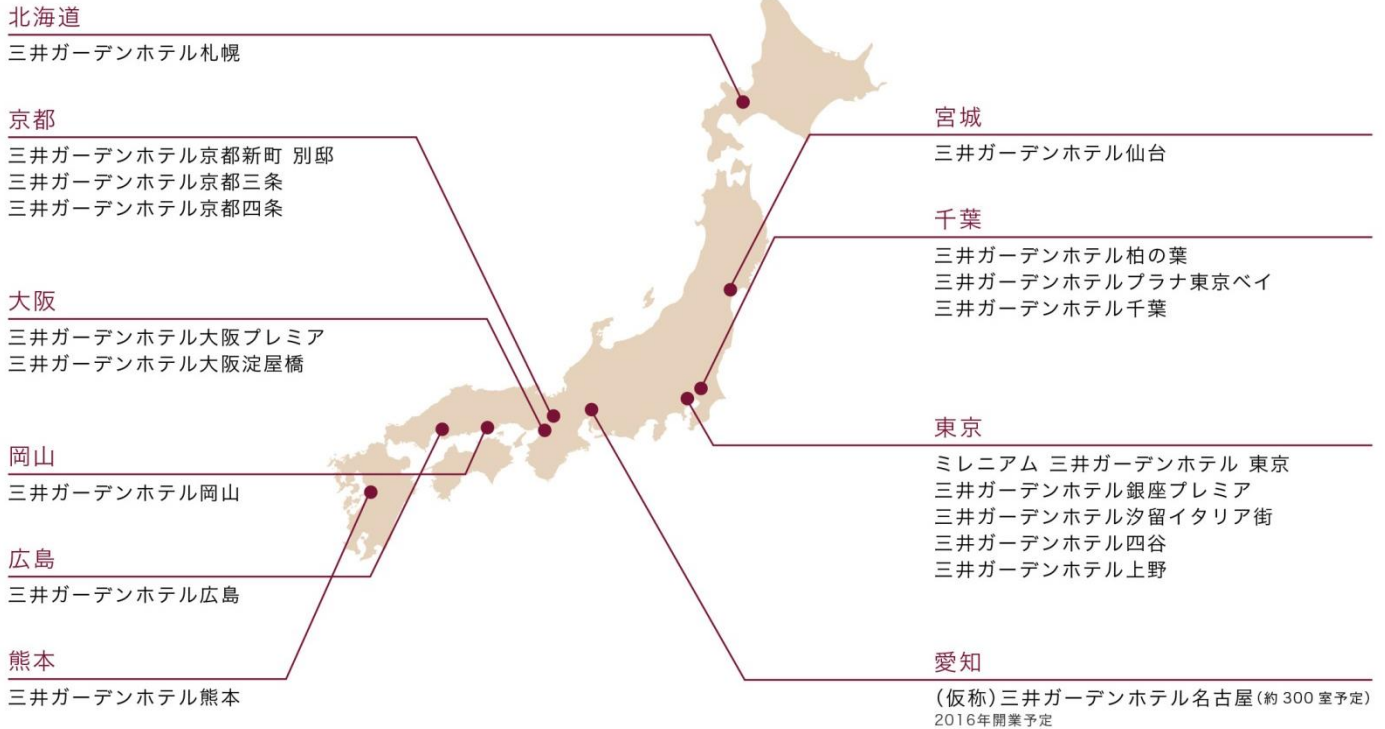 北海道
三井ガーデンホテル札幌
京都
三井ガーデンホテル京都新町 別邸
三井ガーデンホテル京都三条
三井ガーデンホテル京都四条
大阪
三井ガーデンホテル大阪プレミア
三井ガーデンホテル大阪淀屋橋
岡山
三井ガーデンホテル岡山
広島
三井ガーデンホテル広島
熊本
三井ガーデンホテル熊本
宮城
三井ガーデンホテル仙台
千葉
三井ガーデンホテル柏の葉
三井ガーデンホテルプラナ東京ベイ
三井ガーデンホテル千葉
東京
ミレニアム 三井ガーデンホテル 東京
三井ガーデンホテル銀座プレミア
三井ガーデンホテル汐留イタリア街
三井ガーデンホテル四谷
三井ガーデンホテル上野
愛知
(仮称)三井ガーデンホテル名古屋(約300室予定)
2016年開業予定